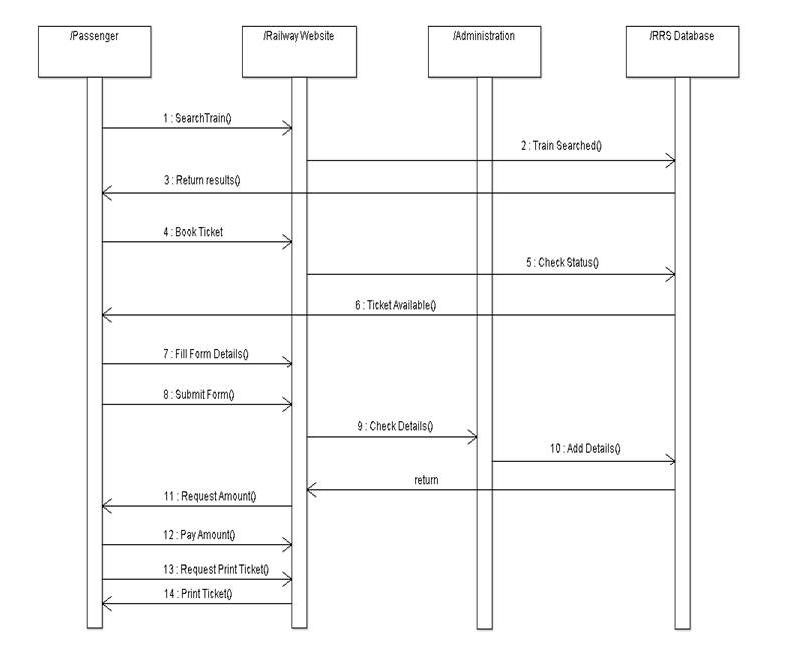 /Passenger
/Railway Website
/Administration
/RRS Database
1 : SearchTrain()
2 : Train Searched()
3 : Return results()
4 : Book Ticket
5 : Check Status()
6 : Ticket Available()
7 : Fill Form Details()
8 : Submit Form()
9 : Check Details()
10 : Add Details()
return
11 : Request Amount()
12 : Pay Amount()
13 : Request Print Ticket()
14 : Print Ticket()